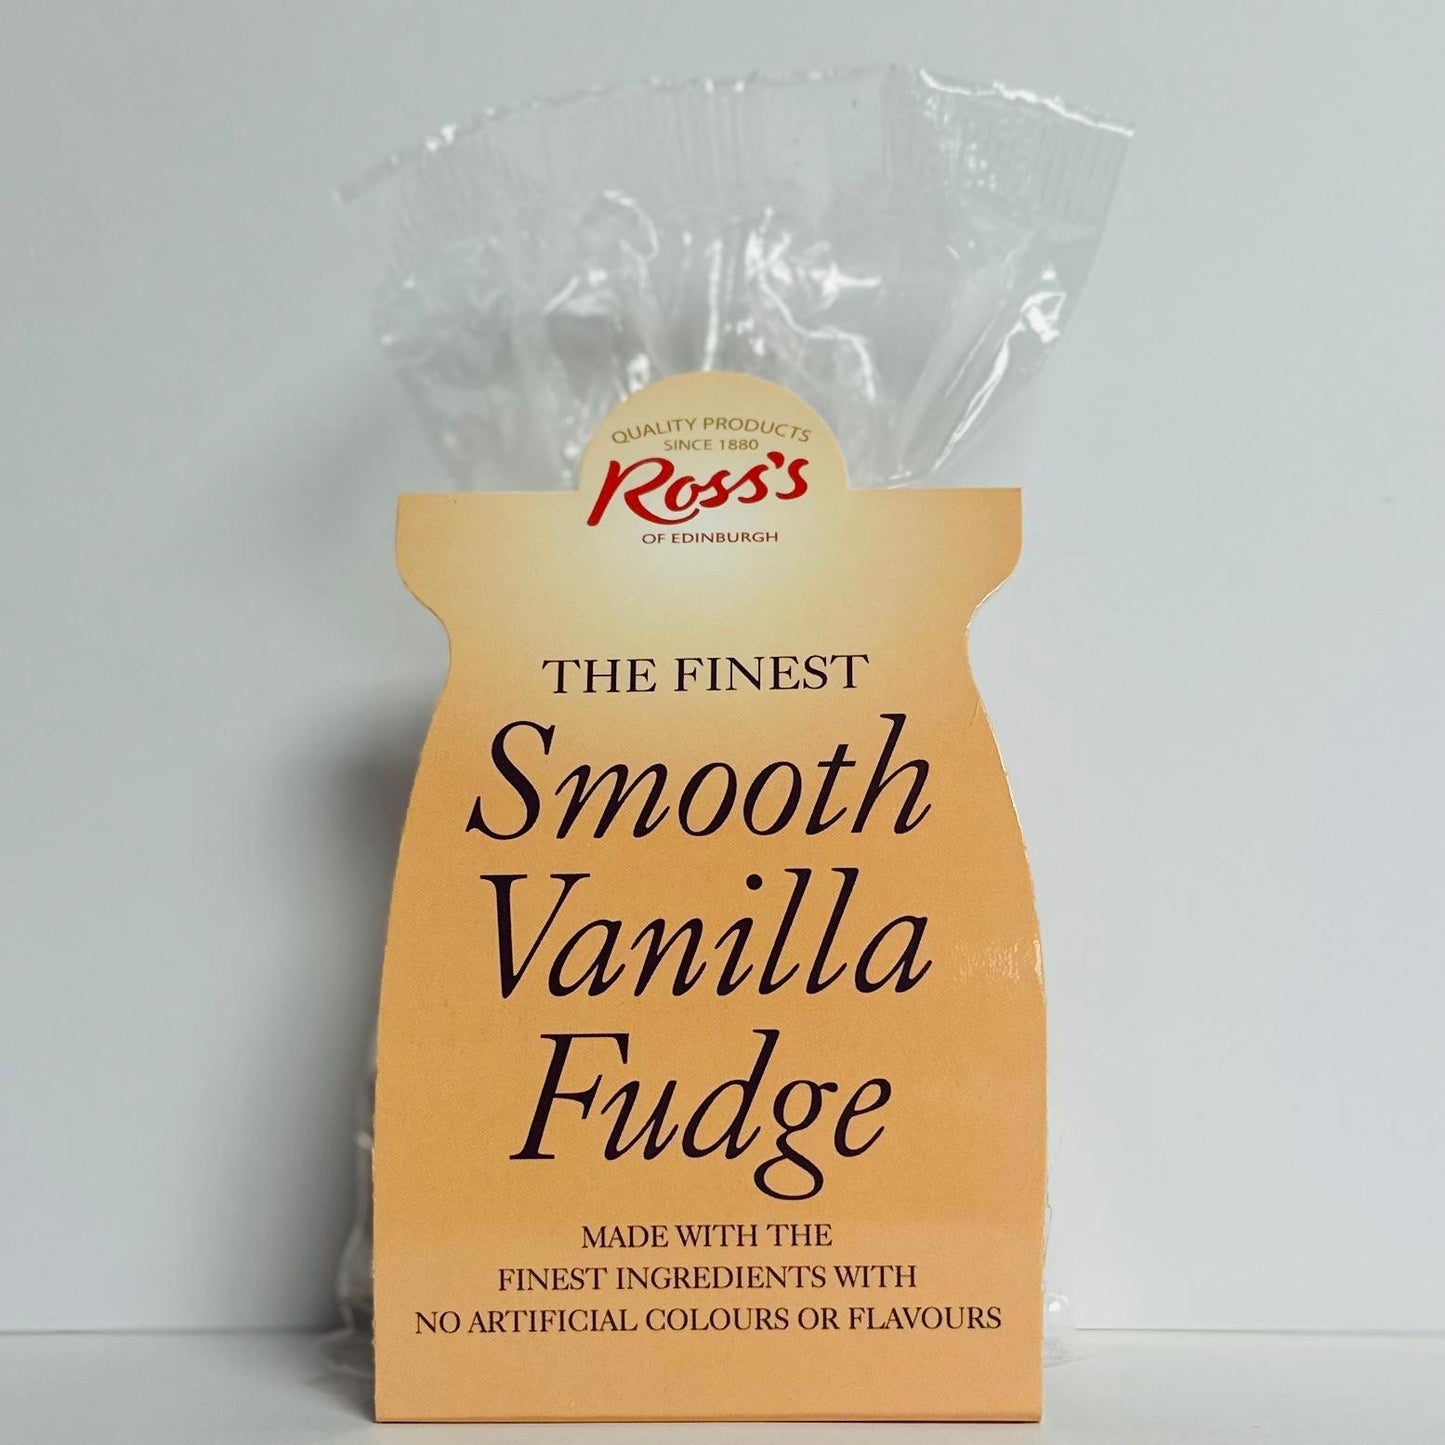 QUALITY PRODUCTS
SINCE 1880
Ross's
OF EDINBURGH
THE FINEST
Smooth
Vanilla
Fudge
MADE WITH THE
FINEST INGREDIENTS WITH
NO ARTIFICIAL COLOURS OR FLAVOURS